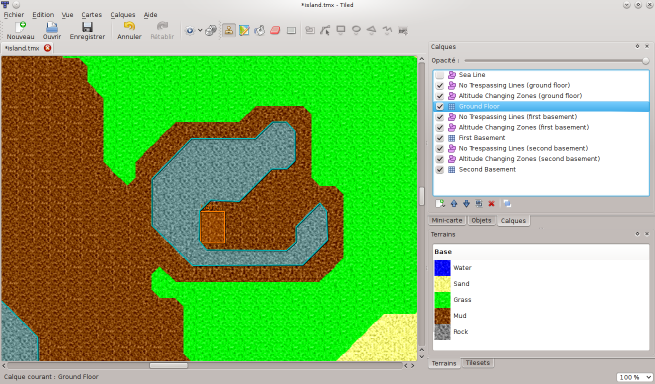 *island.tmx - Tiled
Fichier Edition Vue Cartes Calques Aide
Nouveau Ouvrir Enregistrer Annuler Rétablir
*island.tmx
Calques
Opacité :
Sea Line
No Trespassing Lines (ground floor)
Altitude Changing Zones (ground floor)
Ground Floor
No Trespassing Lines (first basement)
Altitude Changing Zones (first basement)
First Basement
No Trespassing Lines (second basement)
Altitude Changing Zones (second basement)
Second Basement
Mini-carte Objets Calques
Terrains
Base
Water
Sand
Grass
Mud
Rock
Terrains Tilesets
Calque courant : Ground Floor
100 %